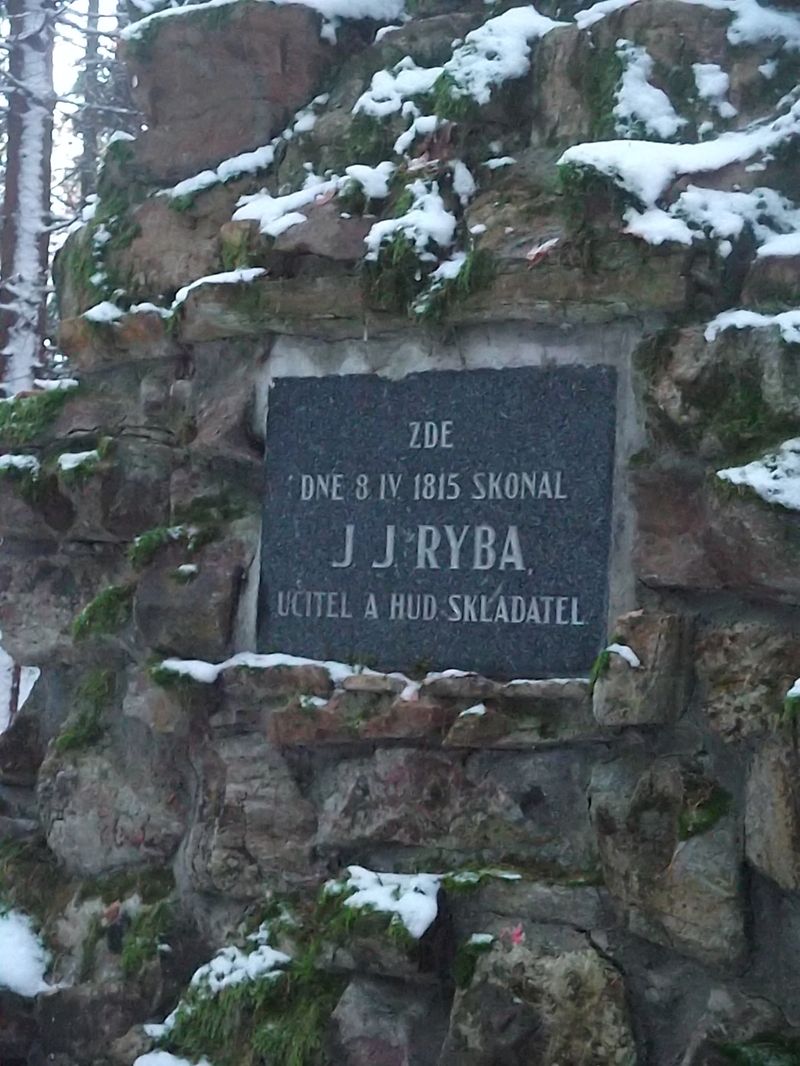 ZDE
DNE 8 IV 1815 SKONAL
J J RYBA,
UČITEL A HUD. SKLADATEL.